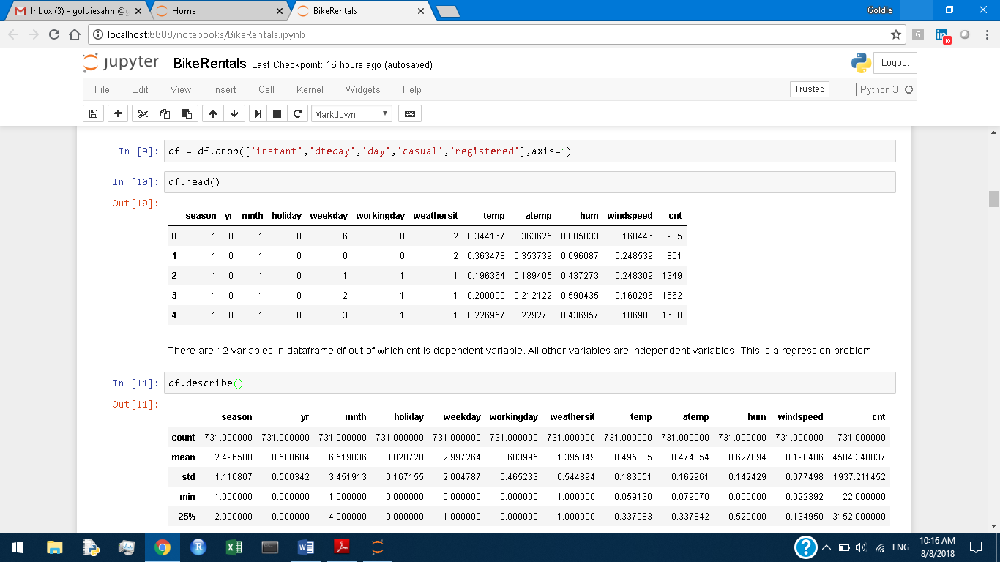 Inbox (3) - goldiesahni@g
Home
BikeRentals
Goldie
localhost:8888/notebooks/BikeRentals.ipynb
G
in
10
jupyter BikeRentals Last Checkpoint: 16 hours ago (autosaved)
Logout
File Edit View Insert Cell Kernel Widgets Help
Trusted
Python 3
Markdown
In [9]: df = df.drop(['instant','dteday','day','casual','registered'],axis=1)
In [10]: df.head()
Out[10]:
season yr mnth holiday weekday workingday weathersit temp atemp hum windspeed cnt
0 1 0 1 0 6 0 2 0.344167 0.363625 0.805833 0.160446 985
1 1 0 1 0 0 0 2 0.363478 0.353739 0.696087 0.248539 801
2 1 0 1 0 1 1 1 0.196364 0.189405 0.437273 0.248309 1349
3 1 0 1 0 2 1 1 0.200000 0.212122 0.590435 0.160296 1562
4 1 0 1 0 3 1 1 0.226957 0.229270 0.436957 0.186900 1600
There are 12 variables in dataframe df out of which cnt is dependent variable. All other variables are independent variables. This is a regression problem.
In [11]: df.describe()
Out[11]:
season yr mnth holiday weekday workingday weathersit temp atemp hum windspeed cnt
count 731.000000 731.000000 731.000000 731.000000 731.000000 731.000000 731.000000 731.000000 731.000000 731.000000 731.000000 731.000000
mean 2.496580 0.500684 6.519836 0.028728 2.997264 0.683995 1.395349 0.495385 0.474354 0.627894 0.190486 4504.348837
std 1.110807 0.500342 3.451913 0.167155 2.004787 0.465233 0.544894 0.183051 0.162961 0.142429 0.077498 1937.211452
min 1.000000 0.000000 1.000000 0.000000 0.000000 0.000000 1.000000 0.059130 0.079070 0.000000 0.022392 22.000000
25% 2.000000 0.000000 4.000000 0.000000 1.000000 0.000000 1.000000 0.337083 0.337842 0.520000 0.134950 3152.000000
ENG
10:16 AM
8/8/2018